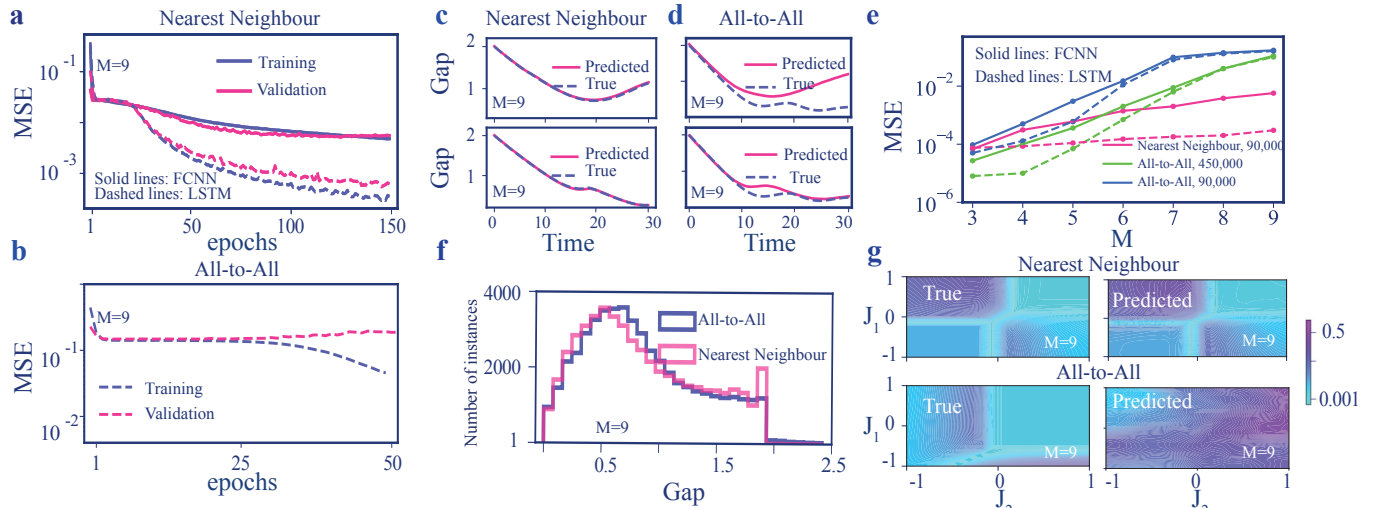 a
Nearest Neighbour
MSE
10⁻¹
10⁻³
M=9
Training
Validation
Solid lines: FCNN
Dashed lines: LSTM
1
50
100
150
epochs
b
All-to-All
MSE
10⁻¹
10⁻²
M=9
Training
Validation
1
25
50
epochs
c
Nearest Neighbour
Gap
2
1
Predicted
True
M=9
Gap
2
1
Predicted
True
M=9
0
10
20
30
Time
d
All-to-All
Predicted
True
M=9
Predicted
True
M=9
0
10
20
30
Time
e
Solid lines: FCNN
Dashed lines: LSTM
MSE
10⁻²
10⁻⁴
10⁻⁶
Nearest Neighbour, 90,000
All-to-All, 450,000
All-to-All, 90,000
3
4
5
6
7
8
9
M
f
Number of instances
4000
2000
1
All-to-All
Nearest Neighbour
M=9
0.5
1
1.5
2
2.5
Gap
g
Nearest Neighbour
J₁
1
0
-1
True
M=9
Predicted
M=9
All-to-All
J₁
1
0
-1
True
M=9
Predicted
M=9
-1
0
1
J₂
-1
0
1
J₂
0.5
0.001